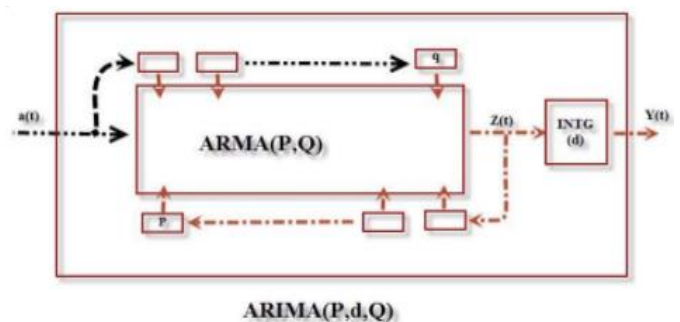 q
a(t)
ARMA(P,Q)
Z(t)
INTG
(d)
Y(t)
P
ARIMA(P,d,Q)